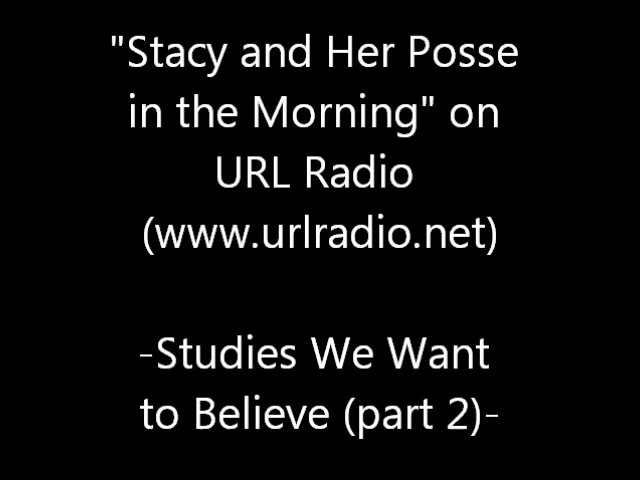 "Stacy and Her Posse
in the Morning" on
URL Radio
(www.urlradio.net)
-Studies We Want
to Believe (part 2)-